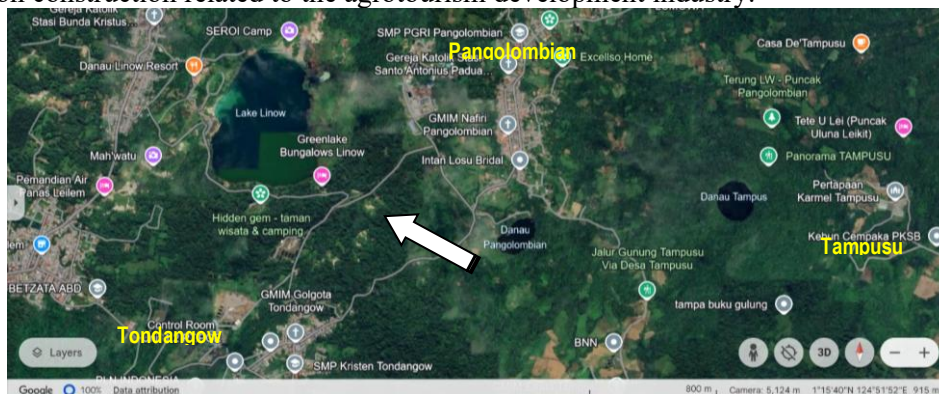 on construction related to the agrotourism development industry.
Gereja Katolik
Stasi Bunda Kristus...
SEROI Camp
SMP PGRI Pangolombian
Pangolombian
Gereja Katolik
Santo Antonius Padua...
Excellso Home
Casa De'Tampusu
Danau Linow Resort
Terung LW - Puncak
Pangolombian
Lake Linow
GMIM Nafiri
Pangolombian
Tete U Lei (Puncak
Uluna Leikit)
Greenlake
Bungalows Linow
Mah'watu
Intan Losu Bridal
Panorama TAMPUSU
Pemandian Air
Panas Leilem
Pertapaan
Karmel Tampusu
Danau Tampus
Hidden gem - taman
wisata & camping
Danau
Pangolombian
Kebun Cempaka PKSB
Tampusu
Jalur Gunung Tampusu
Via Desa Tampusu
BETZATA ABD
GMIM Golgota
Tondangow
tampa buku gulung
Control Room
Tondangow
BNN
Layers
3D
SMP Kristen Tondangow
Google 100% Data attribution 800 m Camera: 5,124 m 1°15'40"N 124°51'52"E 915 m